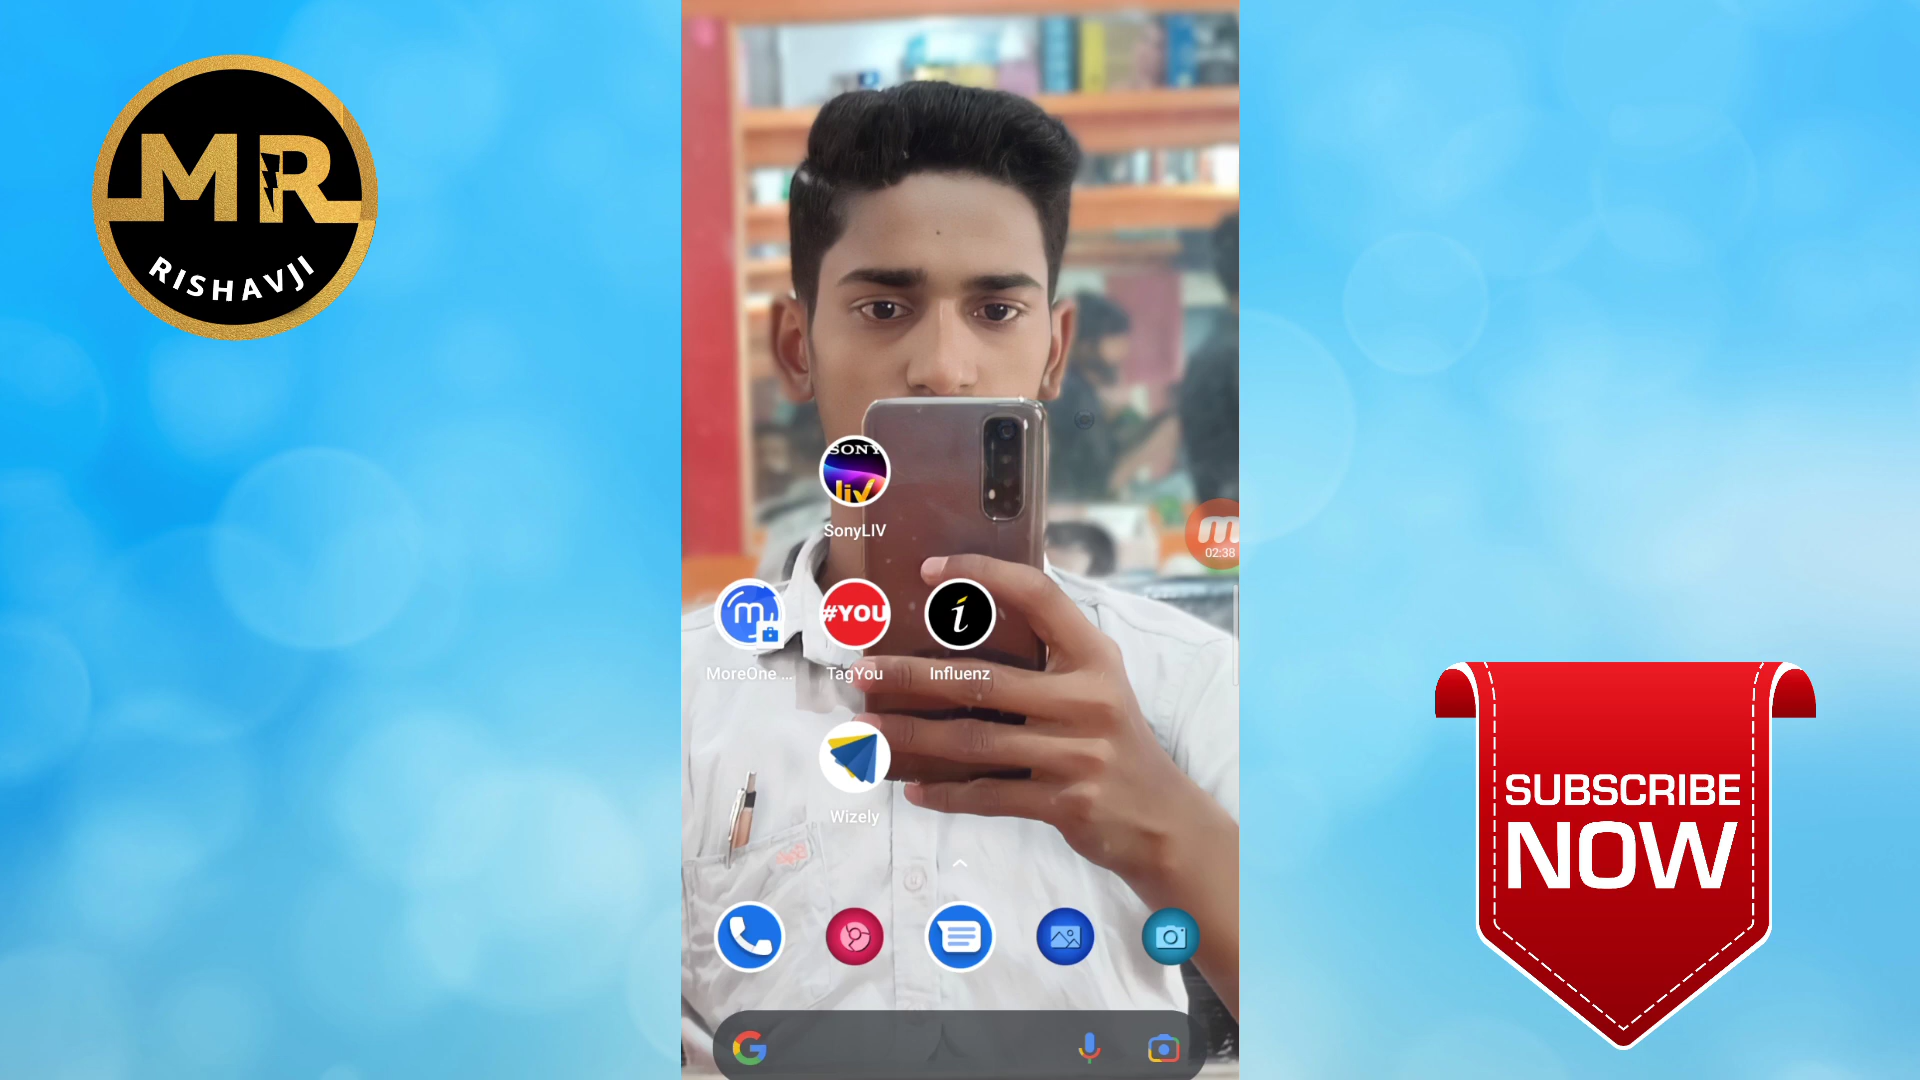 MR
RISHAVJI
SONY
liv
SonyLIV
02:38
m
#YOU
i
MoreOne ...
TagYou
Influenz
Wizely
SUBSCRIBE
NOW